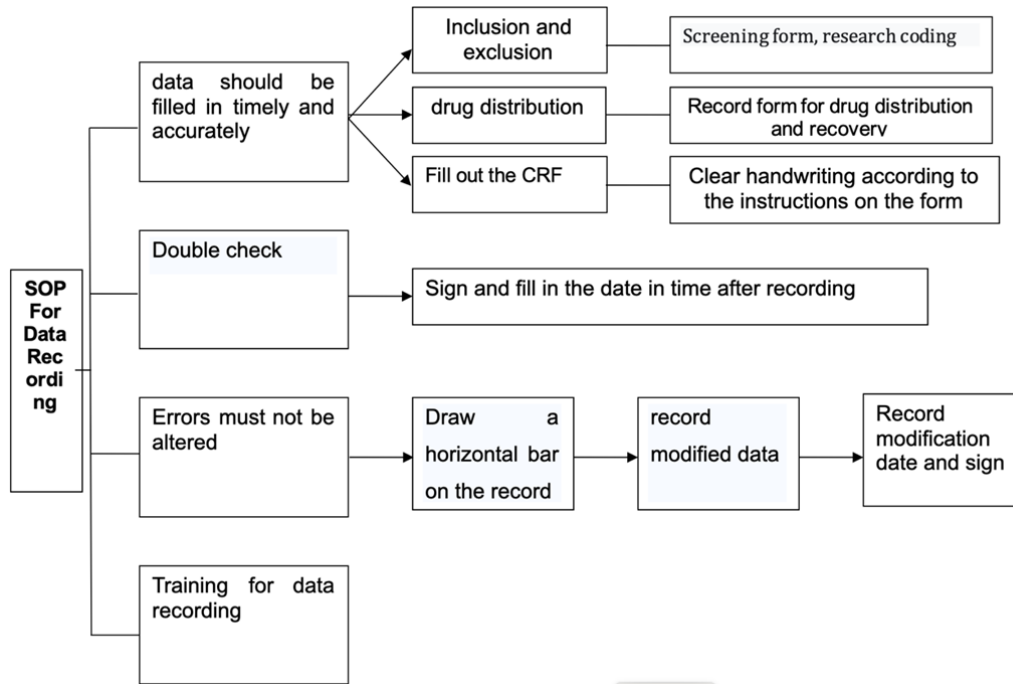 Inclusion and
exclusion
Screening form, research coding
data should be
filled in timely and
accurately
drug distribution
Record form for drug distribution
and recovery
Fill out the CRF
Clear handwriting according to
the instructions on the form
Double check
Sign and fill in the date in time after recording
SOP
For
Data
Rec
ordi
ng
Errors must not be
altered
Draw a
horizontal bar
on the record
record
modified data
Record
modification
date and sign
Training for data
recording